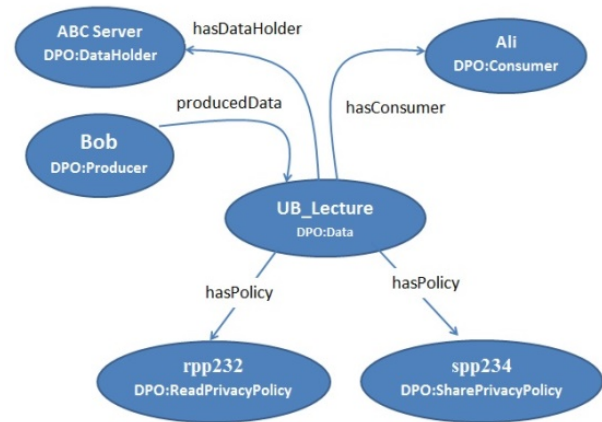 ABC Server
DPO:DataHolder
hasDataHolder
Ali
DPO:Consumer
producedData
hasConsumer
Bob
DPO:Producer
UB_Lecture
DPO:Data
hasPolicy
hasPolicy
rpp232
DPO:ReadPrivacyPolicy
spp234
DPO:SharePrivacyPolicy